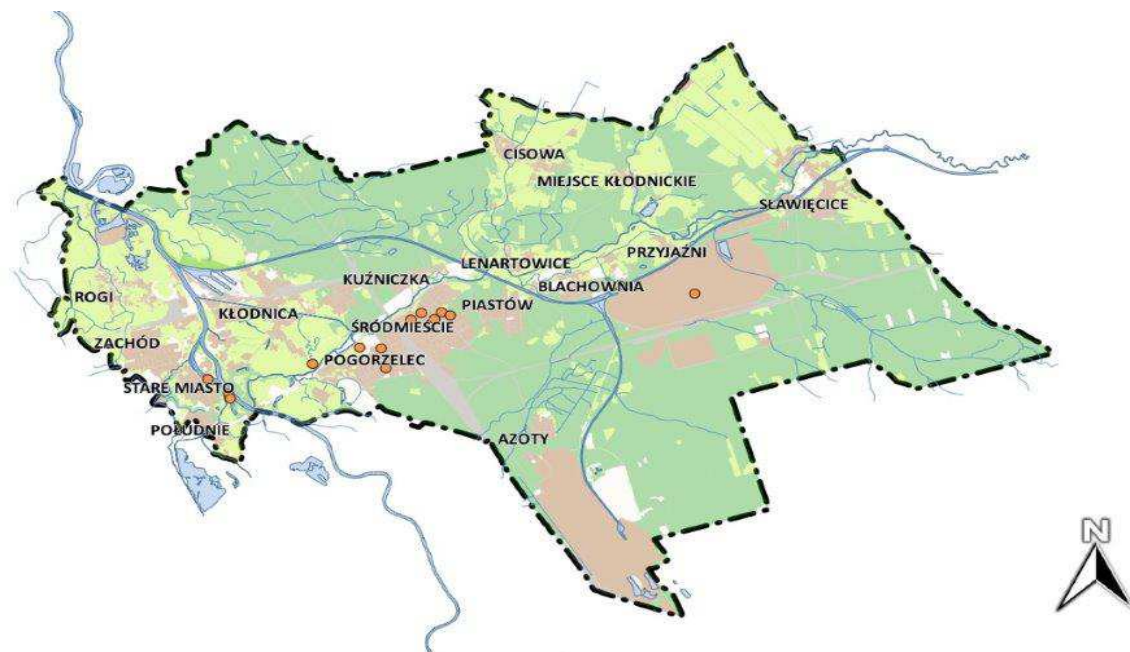 CISOWA
MIEJSCE KŁODNICKIE
SŁAWIĘCICE
PRZYJAŹNI
LENARTOWICE
KUŹNICZKA
BLACHOWNIA
ROGI
PIASTÓW
KŁODNICA
ŚRÓDMIEŚCIE
ZACHÓD
POGORZELEC
STARE MIASTO
POŁUDNIE
AZOTY
N